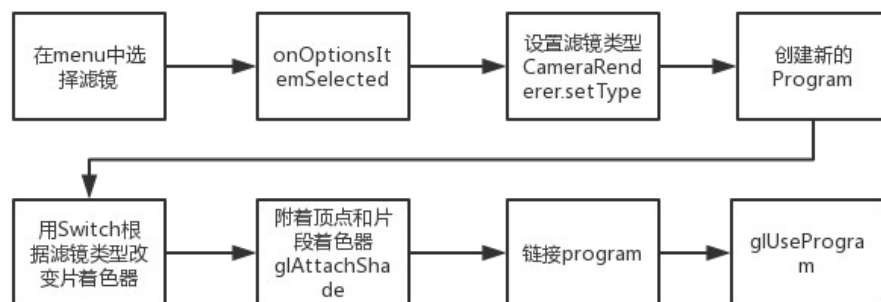 在menu中选
择滤镜
onOptionsIt
emSelected
设置滤镜类型
CameraRend
erer.setType
创建新的
Program
用Switch根
据滤镜类型改
变片着色器
附着顶点和片
段着色器
glAttachShade
链接program
glUseProgra
m